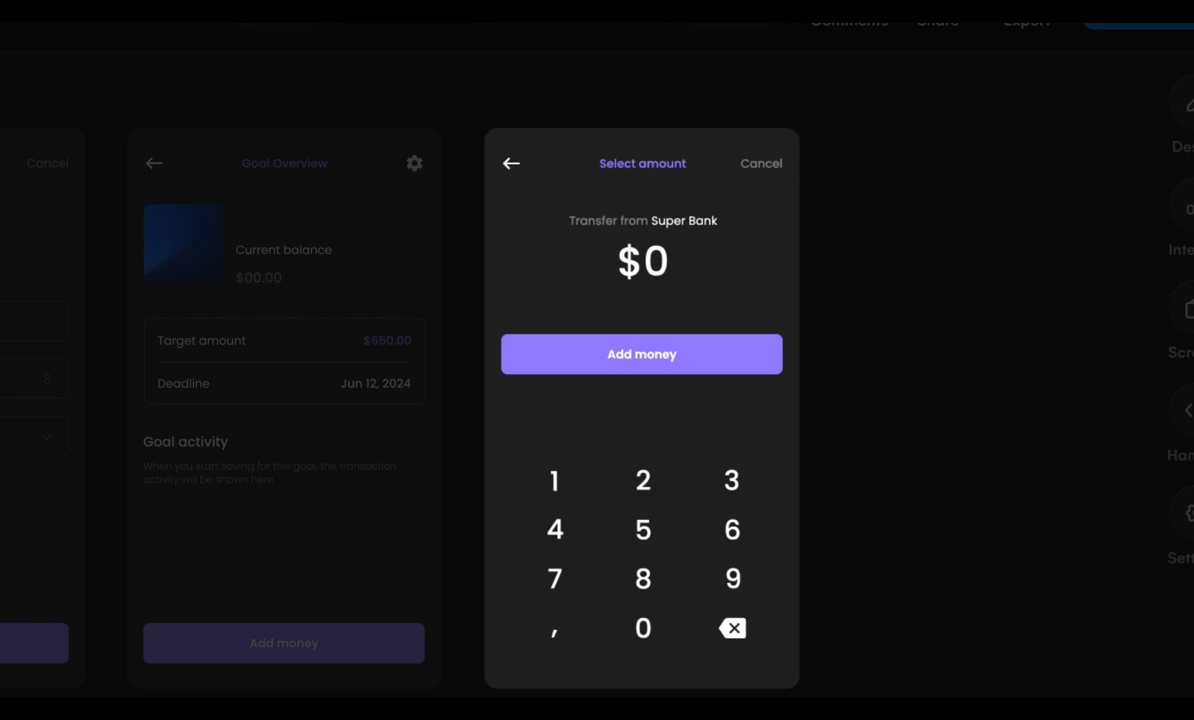 Comments Share Export
Cancel
$
Goal Overview
Current balance
$00.00
Target amount $650.00
Deadline Jun 12, 2024
Goal activity
When you start saving for this goal, the transaction
activity will be shown here.
Add money
Select amount Cancel
Transfer from Super Bank
$0
Add money
1 2 3
4 5 6
7 8 9
, 0